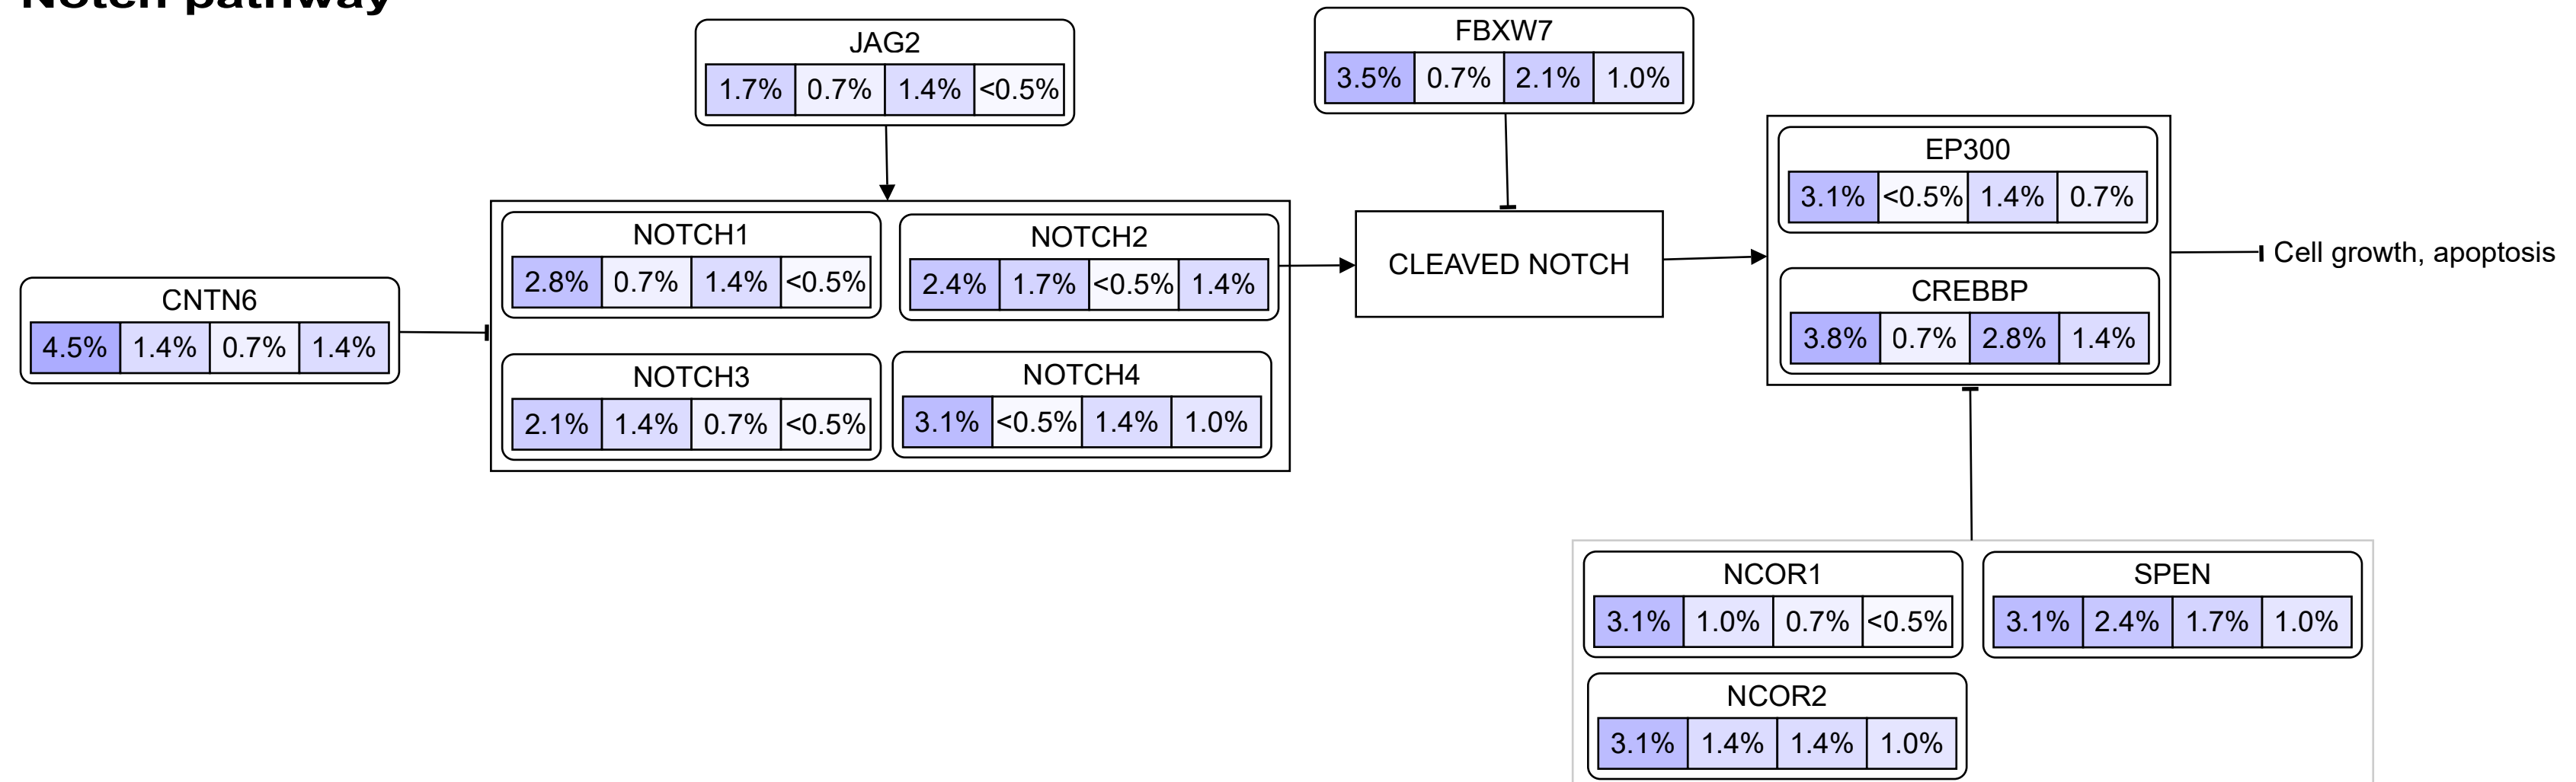 Notch pathway
JAG2
1.7% 0.7% 1.4% <0.5%
FBXW7
3.5% 0.7% 2.1% 1.0%
EP300
3.1% <0.5% 1.4% 0.7%
NOTCH1
2.8% 0.7% 1.4% <0.5%
NOTCH2
2.4% 1.7% <0.5% 1.4%
CLEAVED NOTCH
Cell growth, apoptosis
CNTN6
4.5% 1.4% 0.7% 1.4%
CREBBP
3.8% 0.7% 2.8% 1.4%
NOTCH3
2.1% 1.4% 0.7% <0.5%
NOTCH4
3.1% <0.5% 1.4% 1.0%
NCOR1
3.1% 1.0% 0.7% <0.5%
SPEN
3.1% 2.4% 1.7% 1.0%
NCOR2
3.1% 1.4% 1.4% 1.0%